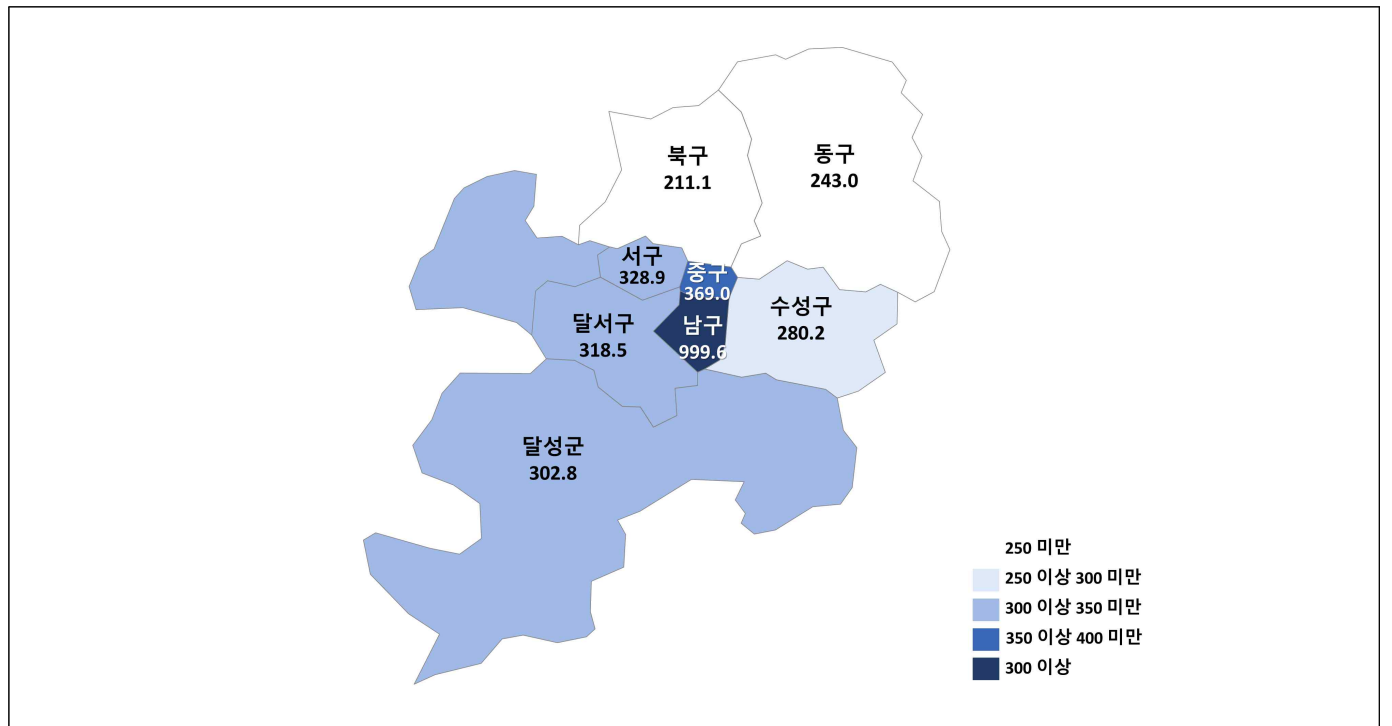 북구
211.1
동구
243.0
서구
328.9
중구
369.0
수성구
280.2
달서구
318.5
남구
999.6
달성군
302.8
250 미만
250 이상 300 미만
300 이상 350 미만
350 이상 400 미만
300 이상